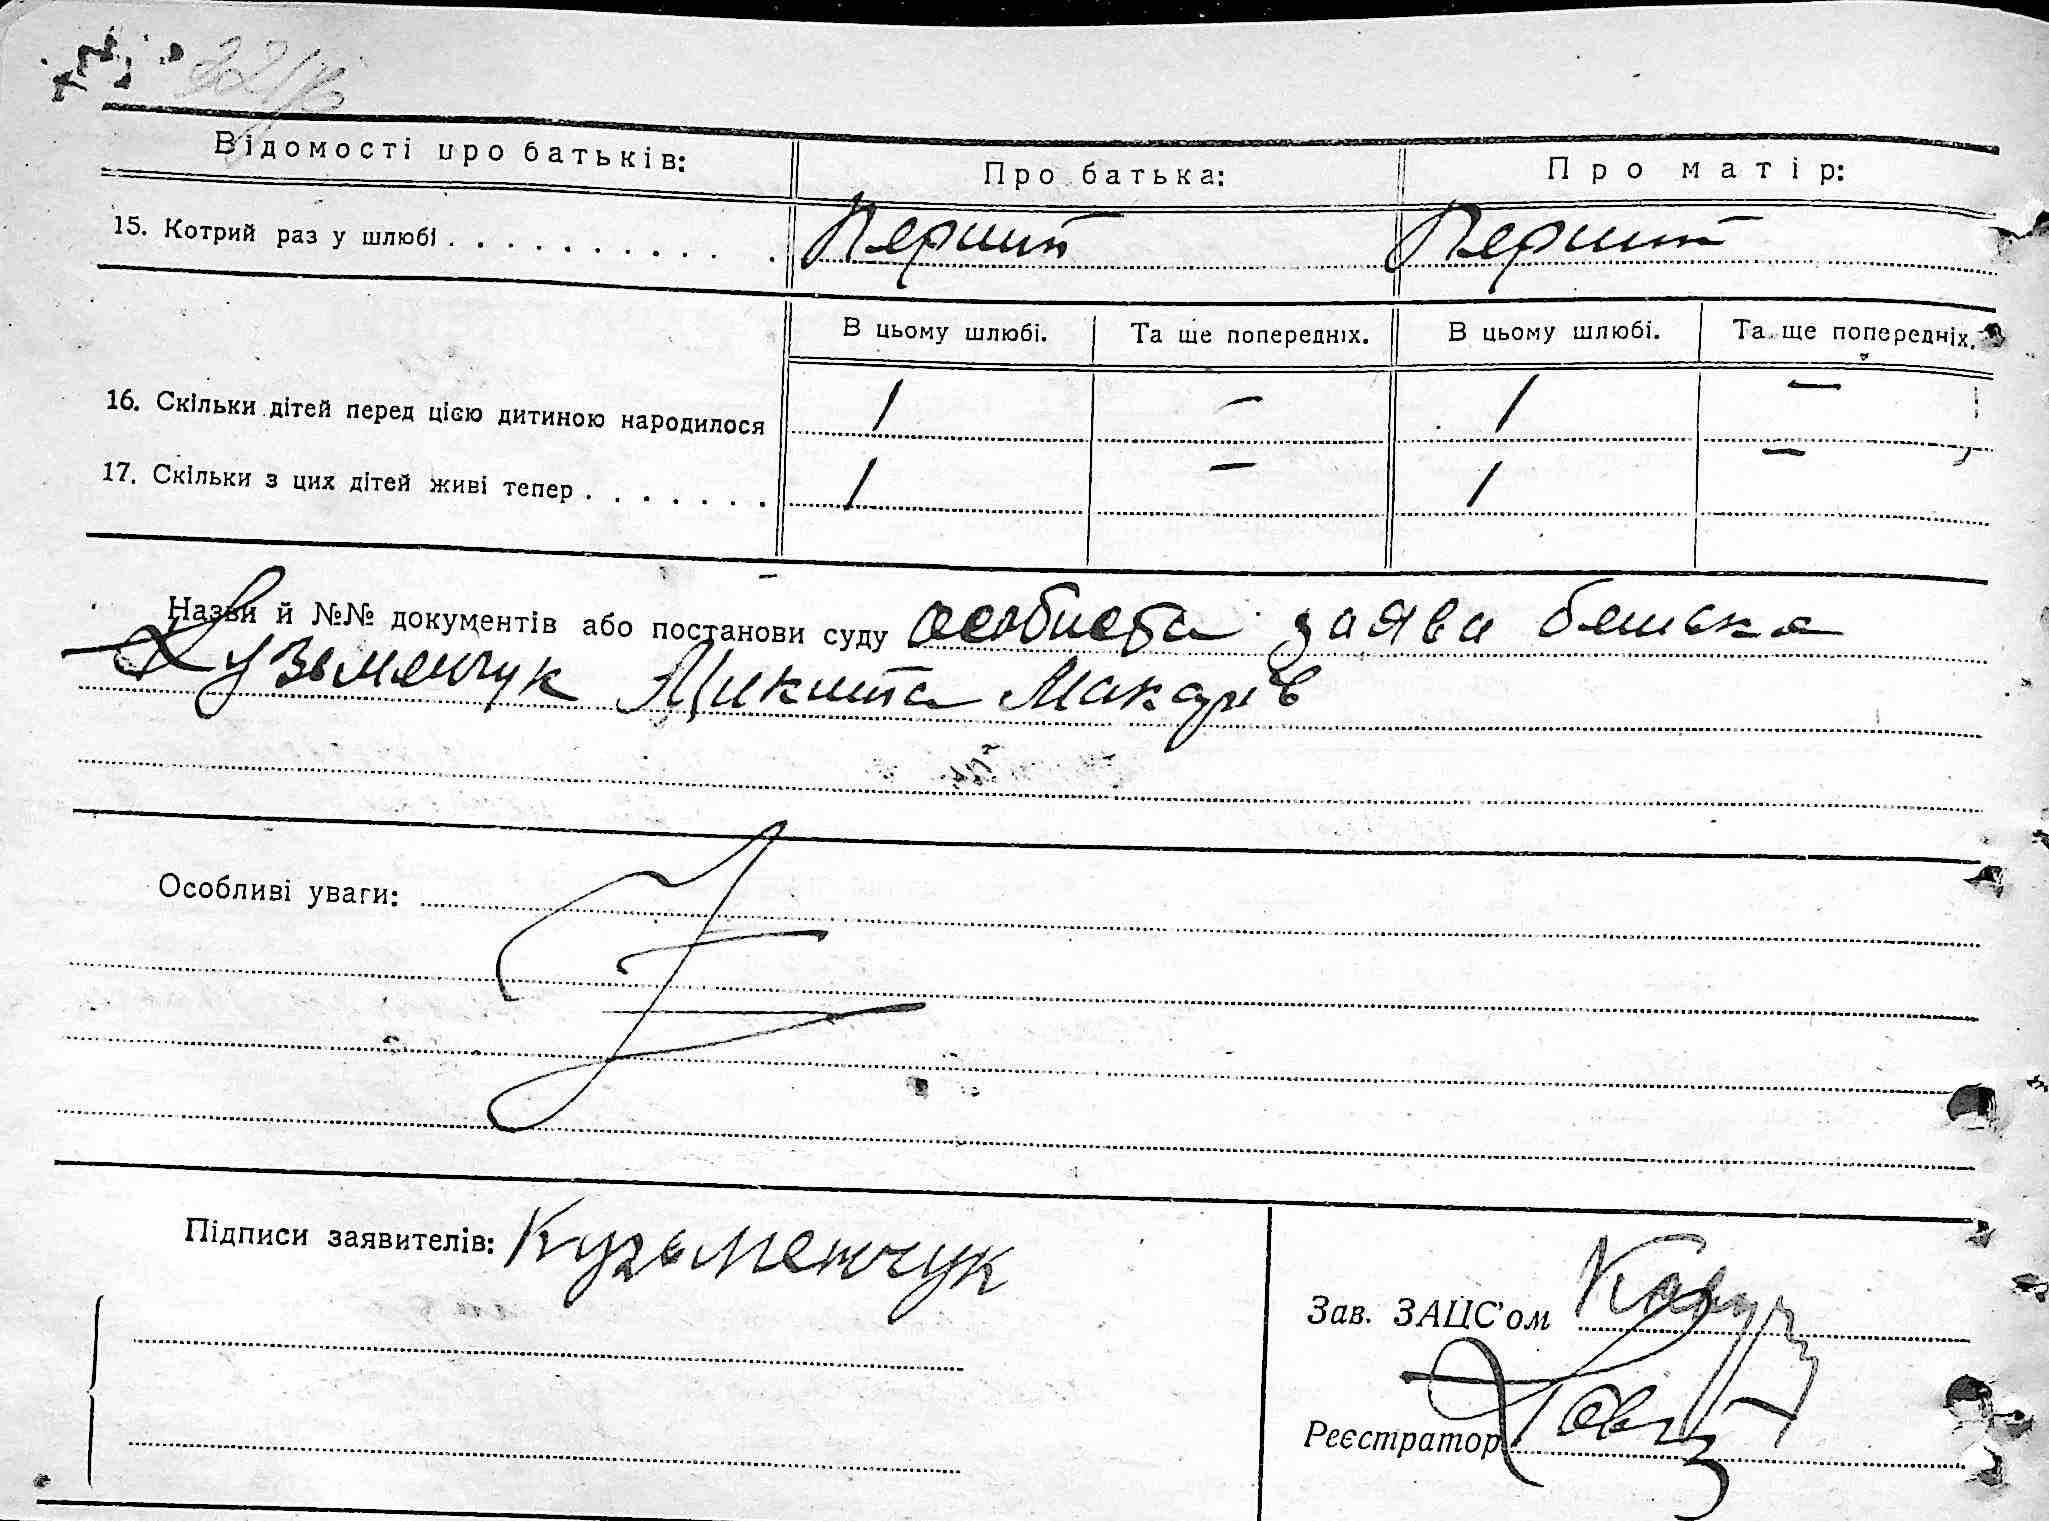 Відомості про батьків: Про батька: Про матір:
15. Котрий раз у шлюбі . . . . . . . . . . Перший Перший
В цьому шлюбі. Та ще попередніх. В цьому шлюбі. Та ще попередніх.
16. Скільки дітей перед цією дитиною народилося 1 — 1 —
17. Скільки з цих дітей живі тепер . . . . . . . 1 — 1 —
Назви й №№ документів або постанови суду особиста заява батька
Кузьменчук Микита Макарів
Особливі уваги:
Підписи заявителів: Кузьменчук
Зав. ЗАЦС'ом
Реєстратор